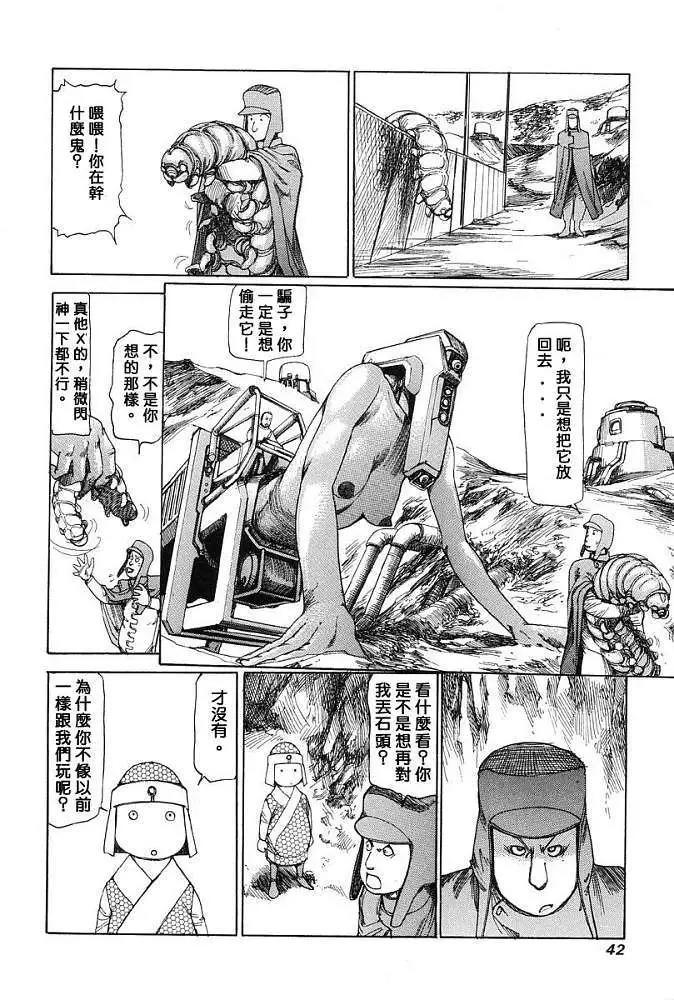 喂喂！你在幹
什麼鬼？
呃，我只是想把它放
回去...
騙子，你
一定是想
偷走它！
不，不是你
想的那樣。
真他X的，稍微閃
神一下都不行。
看什麼看？你
是不是想再對
我丟石頭？
才沒有。
為什麼你不像以前
一樣跟我們玩呢？
42